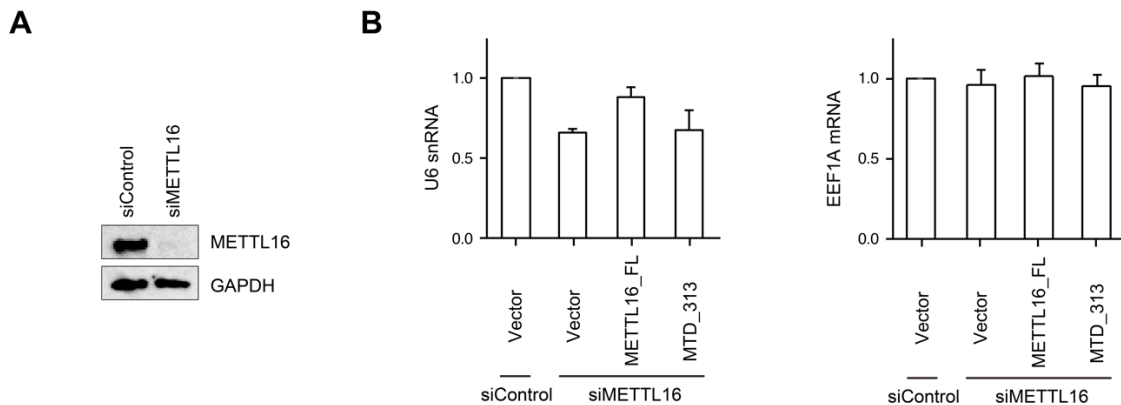 A
siControl
siMETTL16
METTL16
GAPDH
B
U6 snRNA
1.0
0.5
0.0
Vector
Vector
METTL16_FL
MTD_313
siControl
siMETTL16
EEF1A mRNA
1.0
0.5
0.0
Vector
Vector
METTL16_FL
MTD_313
siControl
siMETTL16